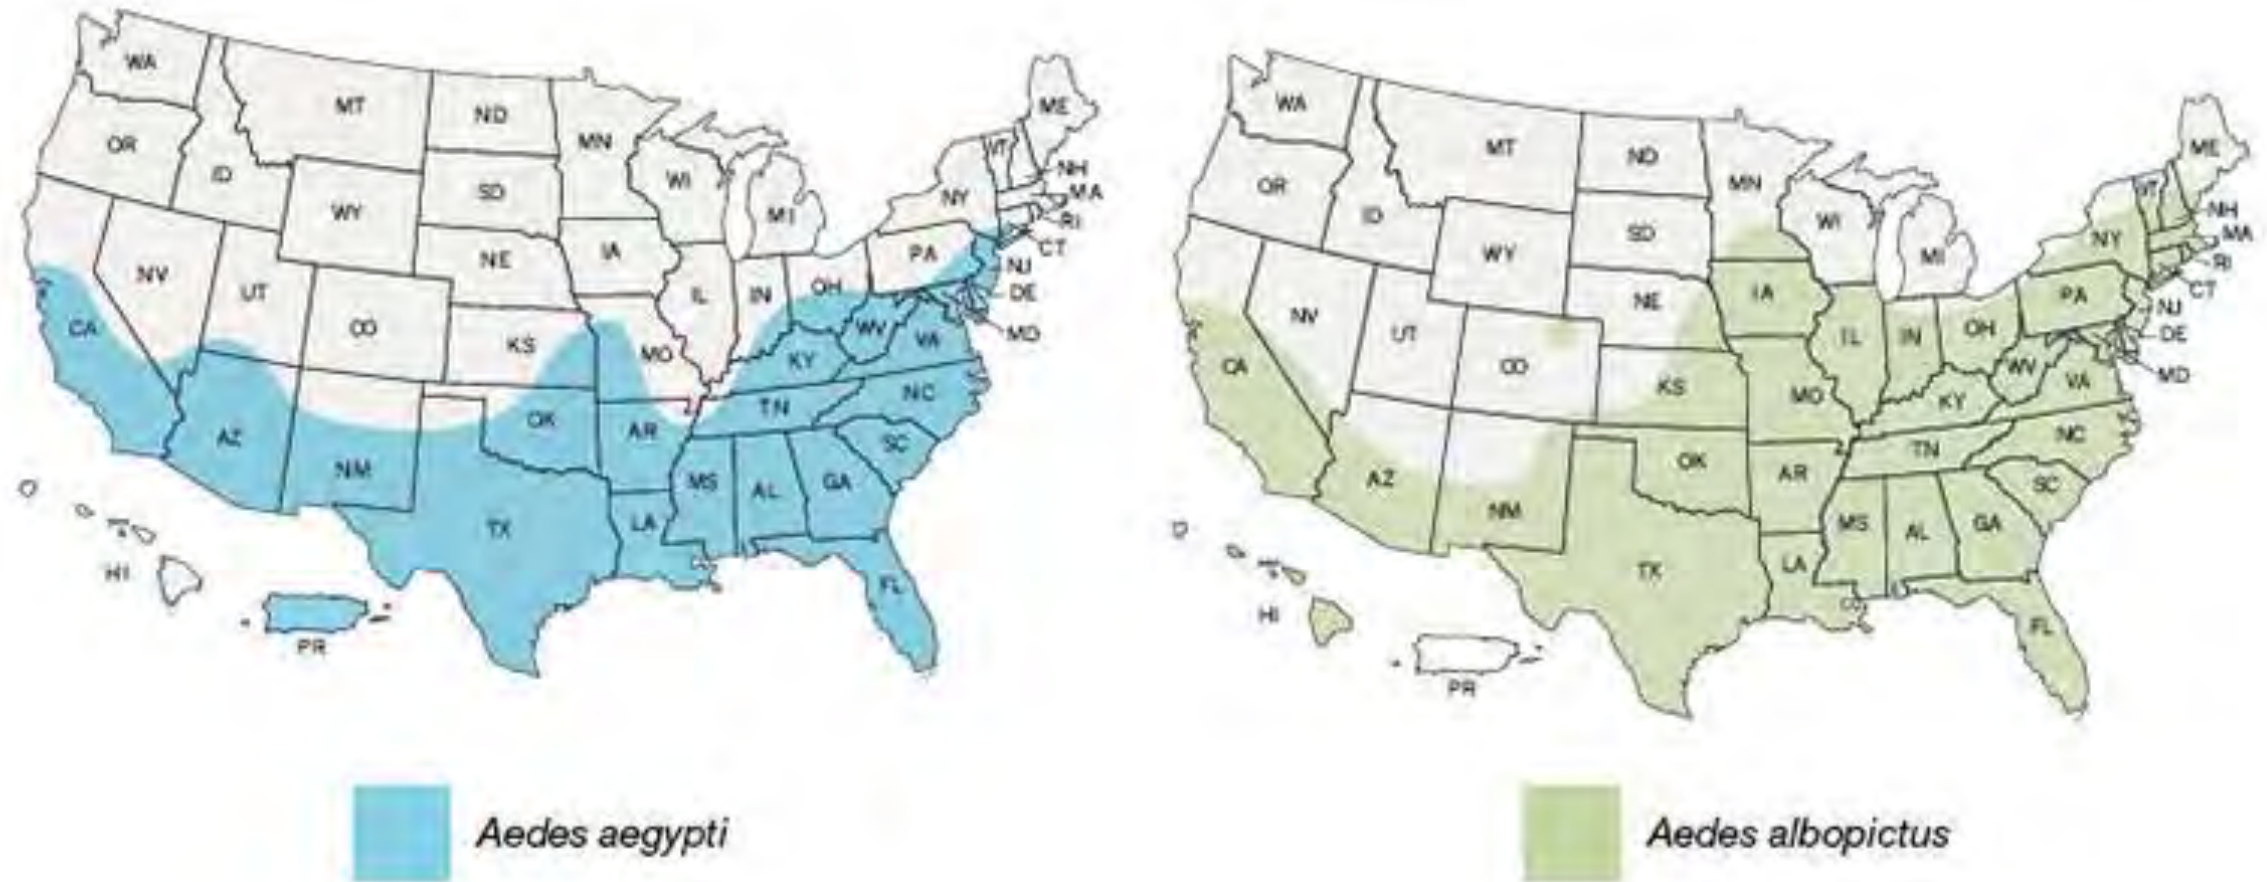 WA
MT
ND
MN
OR
ID
WY
SD
WI
MI
NY
VT
ME
NH
MA
RI
CT
NJ
DE
MD
NE
IA
PA
NV
UT
CO
IL
IN
OH
CA
KS
MO
WV
VA
KY
AZ
NM
OK
AR
TN
NC
SC
MS
AL
GA
TX
LA
FL
HI
PR
Aedes aegypti
WA
MT
ND
MN
OR
ID
WY
SD
WI
MI
NY
VT
ME
NH
MA
RI
CT
NJ
DE
MD
NE
IA
PA
NV
UT
CO
IL
IN
OH
CA
KS
MO
WV
VA
KY
AZ
NM
OK
AR
TN
NC
SC
MS
AL
GA
TX
LA
FL
HI
PR
Aedes albopictus